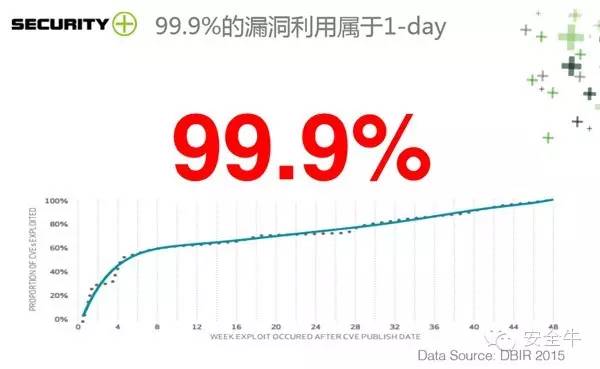 SECURITY+
99.9%的漏洞利用属于1-day
99.9%
100%
80%
60%
40%
20%
0%
PROPORTION OF CVEs EXPLOITED
0 4 8 14 16 20 24 28 32 36 40 44 48
WEEK EXPLOIT OCCURED AFTER CVE PUBLISH DATE
安全牛
Data Source: DBIR 2015